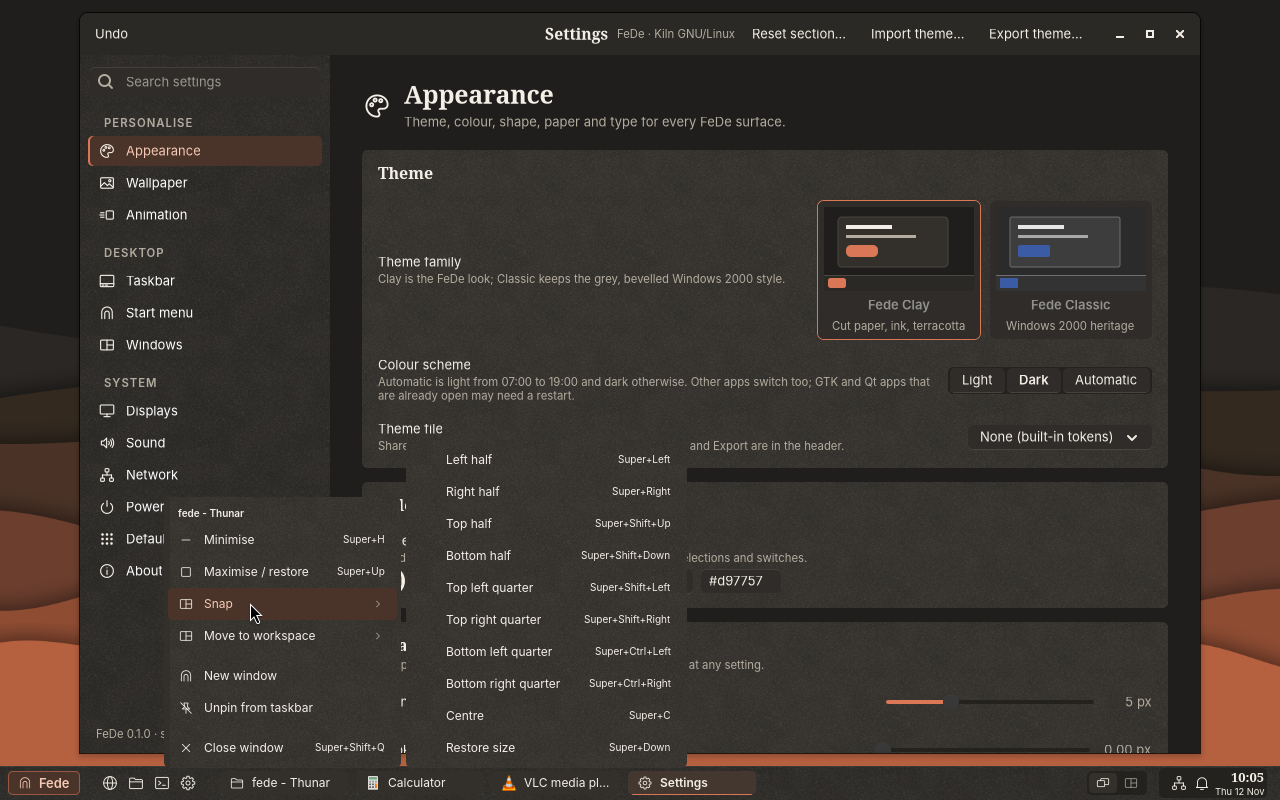 Undo
Settings FeDe · Kiln GNU/Linux
Reset section... Import theme... Export theme...
Search settings
PERSONALISE
Appearance
Wallpaper
Animation
DESKTOP
Taskbar
Start menu
Windows
SYSTEM
Displays
Sound
Network
Power
About
FeDe 0.1.0 ·
Appearance
Theme, colour, shape, paper and type for every FeDe surface.
Theme
Theme family
Clay is the FeDe look; Classic keeps the grey, bevelled Windows 2000 style.
Fede Clay
Cut paper, ink, terracotta
Fede Classic
Windows 2000 heritage
Colour scheme
Automatic is light from 07:00 to 19:00 and dark otherwise. Other apps switch too; GTK and Qt apps that
are already open may need a restart.
Light Dark Automatic
Theme file
and Export are in the header.
None (built-in tokens)
and switches.
#d97757
at any setting.
5 px
0.00 px
fede - Thunar
Minimise Super+H
Maximise / restore Super+Up
Snap
Move to workspace
New window
Unpin from taskbar
Close window Super+Shift+Q
Left half Super+Left
Right half Super+Right
Top half Super+Shift+Up
Bottom half Super+Shift+Down
Top left quarter Super+Shift+Left
Top right quarter Super+Shift+Right
Bottom left quarter Super+Ctrl+Left
Bottom right quarter Super+Ctrl+Right
Centre Super+C
Restore size Super+Down
Fede
fede - Thunar
Calculator
VLC media pl...
Settings
10:05
Thu 12 Nov